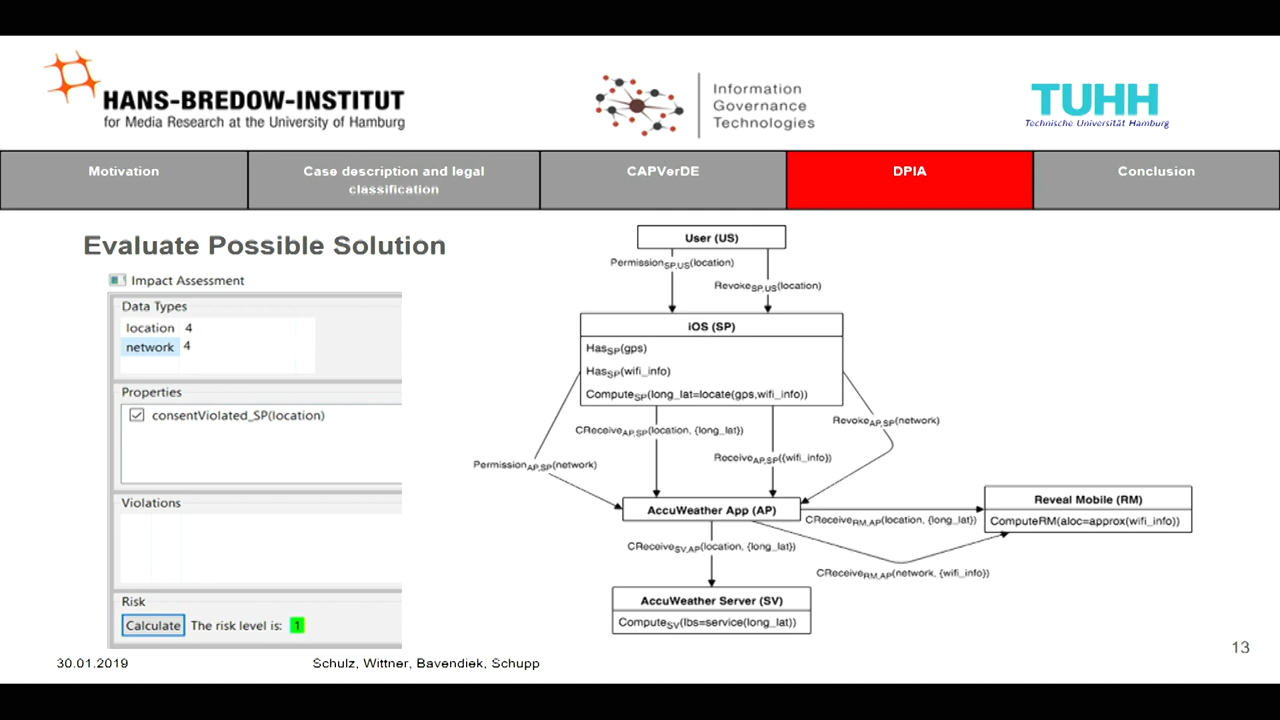 HANS-BREDOW-INSTITUT
for Media Research at the University of Hamburg
Information
Governance
Technologies
TUHH
Technische Universität Hamburg
Motivation
Case description and legal
classification
CAPVerDE
DPIA
Conclusion
Evaluate Possible Solution
Impact Assessment
Data Types
location 4
network 4
Properties
consentViolated_SP(location)
Violations
Risk
Calculate The risk level is: 1
User (US)
PermissionSP,US(location)
RevokeSP,US(location)
iOS (SP)
HasSP(gps)
HasSP(wifi_info)
ComputeSP(long_lat=locate(gps,wifi_info))
CReceiveAP,SP(location, {long_lat})
RevokeAP,SP(network)
PermissionAP,SP(network)
ReceiveAP,SP({wifi_info})
AccuWeather App (AP)
Reveal Mobile (RM)
ComputeRM(aloc=approx(wifi_info))
CReceiveRM,AP(location, {long_lat})
CReceiveSV,AP(location, {long_lat})
CReceiveRM,AP(network, {wifi_info})
AccuWeather Server (SV)
ComputeSV(lbs=service(long_lat))
30.01.2019
Schulz, Wittner, Bavendiek, Schupp
13